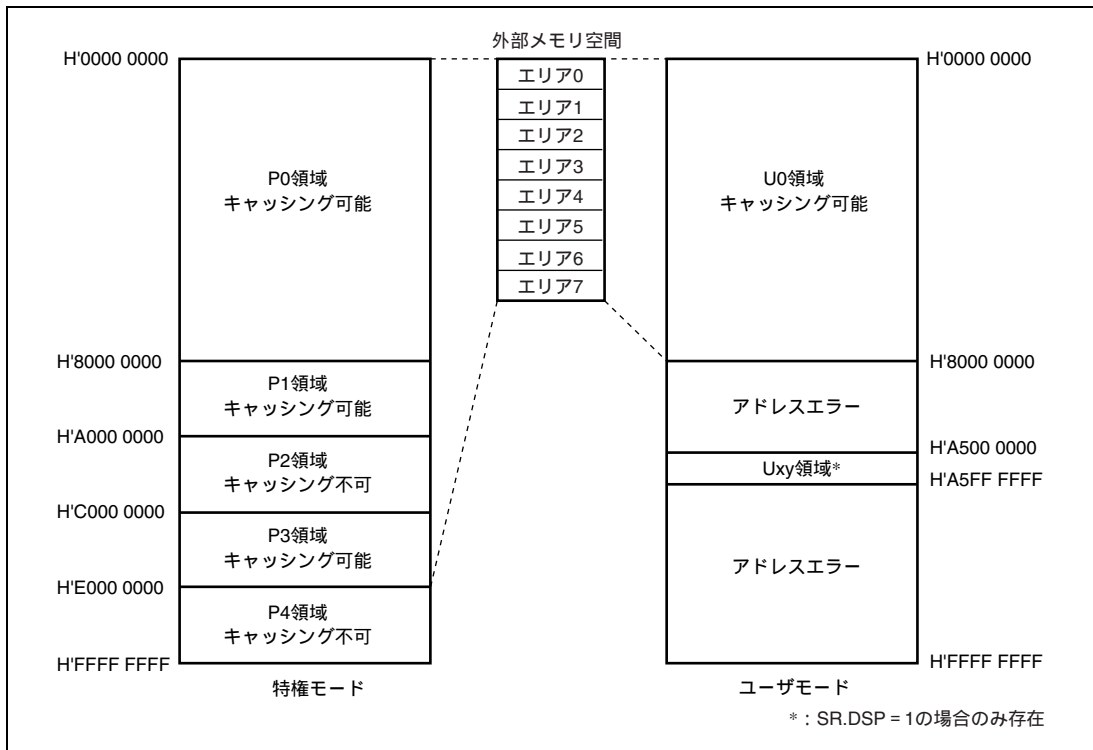 外部メモリ空間
H'0000 0000
エリア0
エリア1
エリア2
エリア3
エリア4
エリア5
エリア6
エリア7
H'0000 0000
P0領域
キャッシング可能
U0領域
キャッシング可能
H'8000 0000
P1領域
キャッシング可能
H'A000 0000
P2領域
キャッシング不可
H'C000 0000
P3領域
キャッシング可能
H'E000 0000
P4領域
キャッシング不可
H'FFFF FFFF
特権モード
H'8000 0000
アドレスエラー
H'A500 0000
Uxy領域*
H'A5FF FFFF
アドレスエラー
H'FFFF FFFF
ユーザモード
*：SR.DSP = 1の場合のみ存在